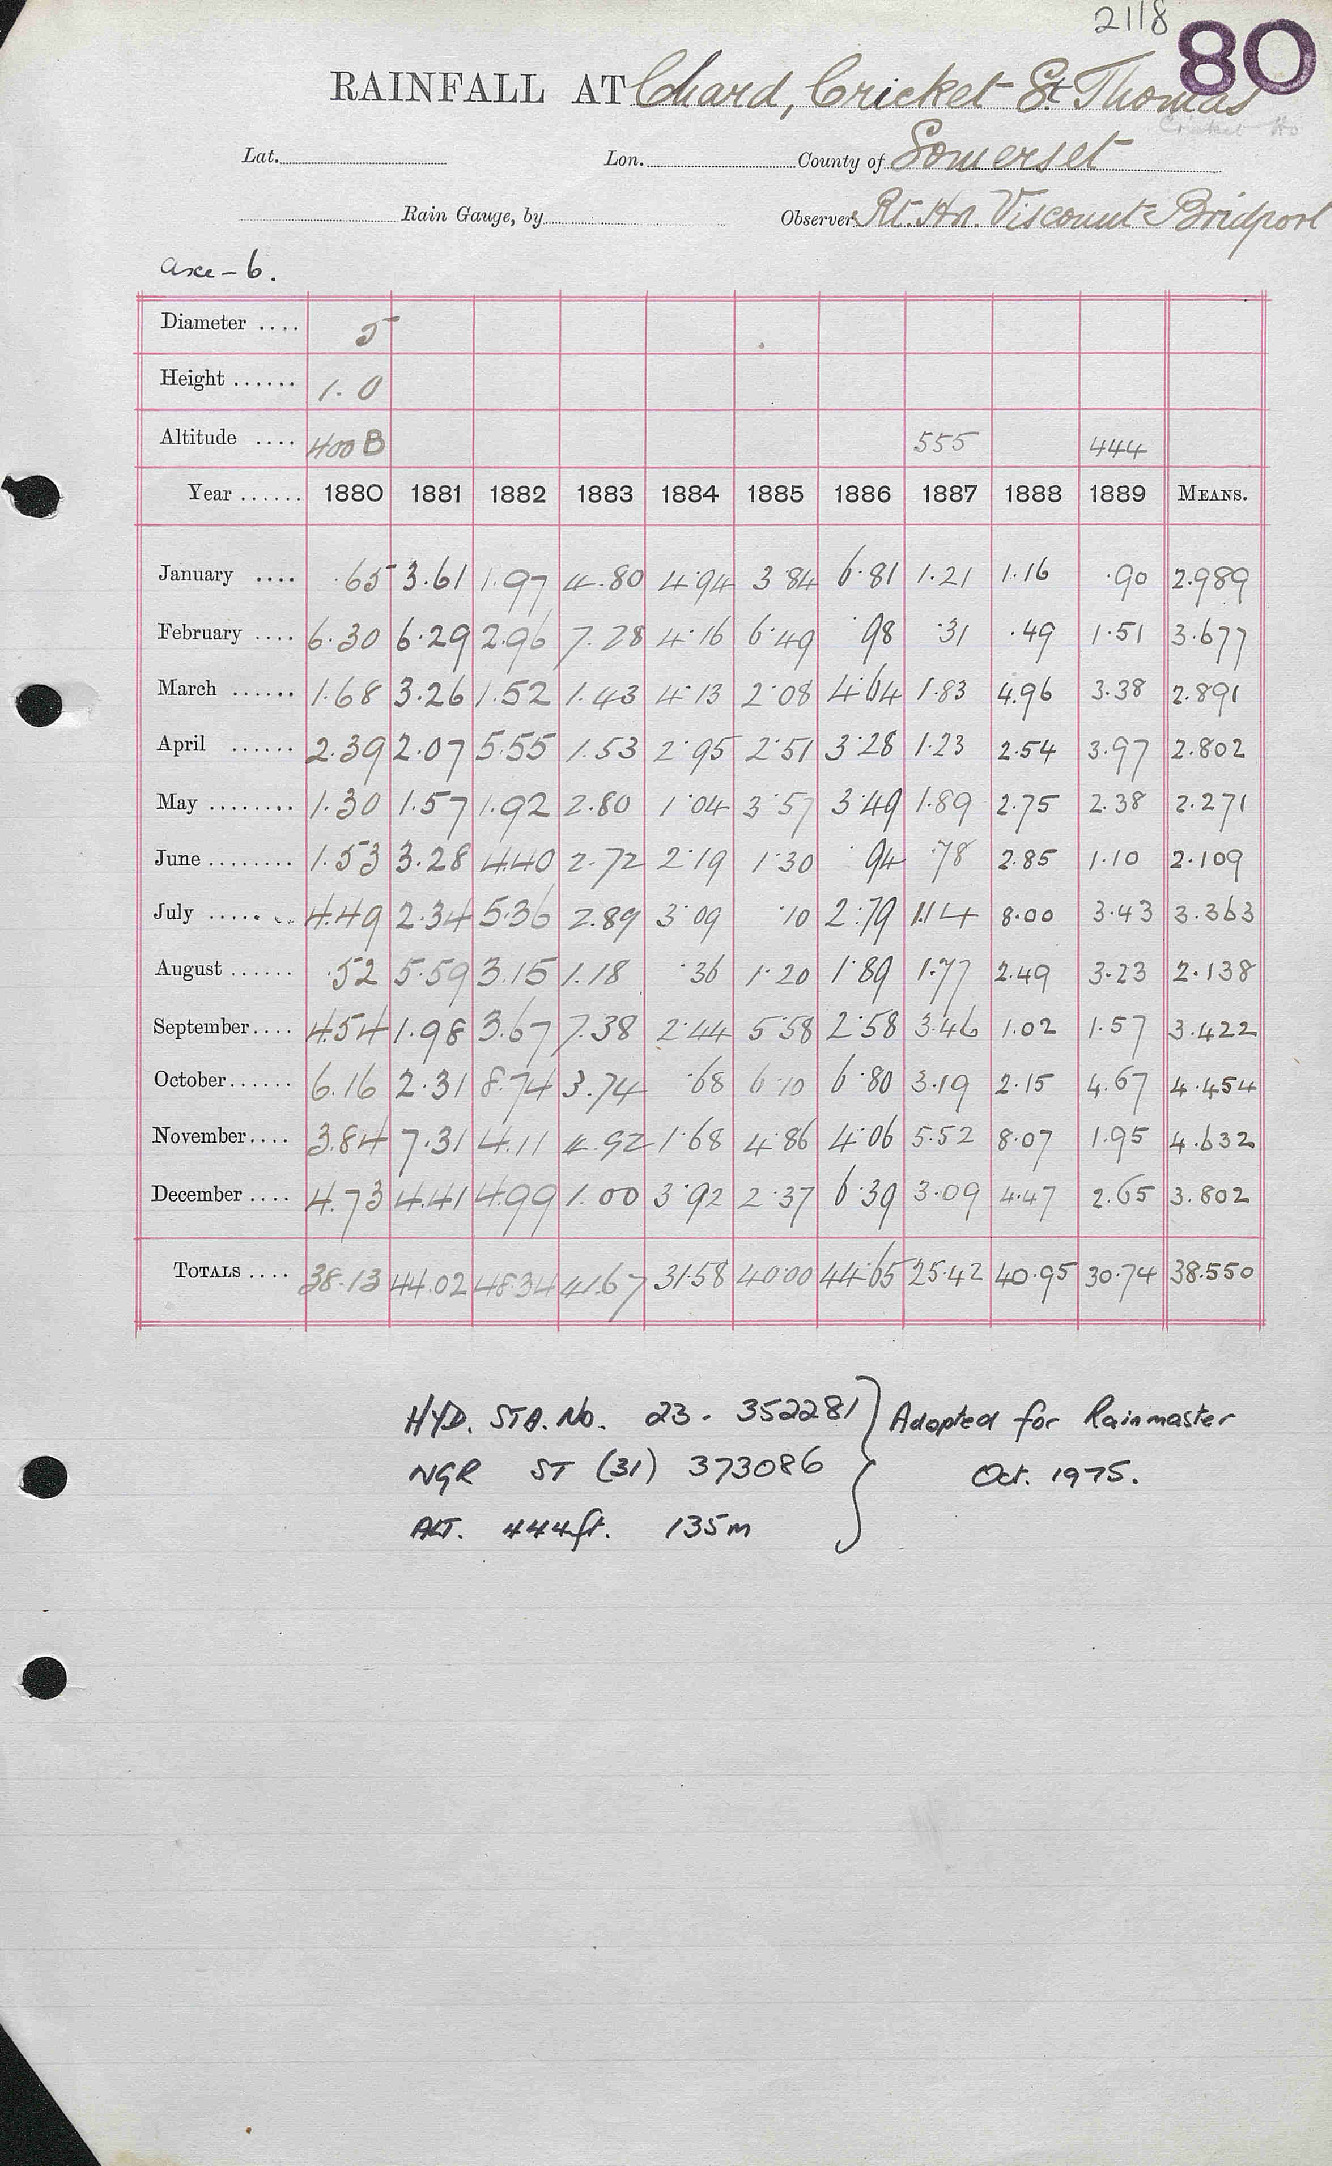 2118
80
RAINFALL AT Chard, Cricket St Thomas
Cricket Ho
Lat. Lon. County of Somerset
Rain Gauge, by Observer Rt. Hn. Viscount Bridport
Axe - 6.
Diameter .... 5
Height ...... 1.0
Altitude .... 400 B 555 444
Year ...... 1880 1881 1882 1883 1884 1885 1886 1887 1888 1889 MEANS.
January .... .65 3.61 1.97 4.80 4.94 3.84 6.81 1.21 1.16 .90 2.989
February .... 6.30 6.29 2.96 7.28 4.16 6.49 .98 .31 .49 1.51 3.677
March ...... 1.68 3.26 1.52 1.43 4.13 2.08 4.64 1.83 4.96 3.38 2.891
April ...... 2.39 2.07 5.55 1.53 2.95 2.51 3.28 1.23 2.54 3.97 2.802
May ........ 1.30 1.57 1.92 2.80 1.04 3.57 3.49 1.89 2.75 2.38 2.271
June ........ 1.53 3.28 4.40 2.72 2.19 1.30 .94 .78 2.85 1.10 2.109
July ...... 4.49 2.34 5.36 2.89 3.09 .10 2.79 1.14 8.00 3.43 3.363
August ...... .52 5.59 3.15 1.18 .36 1.20 1.89 1.77 2.49 3.23 2.138
September.... 4.54 1.98 3.67 7.38 2.44 5.58 2.58 3.46 1.02 1.57 3.422
October...... 6.16 2.31 8.74 3.74 .68 6.10 6.80 3.19 2.15 4.67 4.454
November.... 3.84 7.31 4.11 4.92 1.68 4.86 4.06 5.52 8.07 1.95 4.632
December .... 4.73 4.41 4.99 1.00 3.92 2.37 6.39 3.09 4.47 2.65 3.802
TOTALS .... 38.13 44.02 48.34 41.67 31.58 40.00 44.65 25.42 40.95 30.74 38.550
HYD. STA. No. 23. 352281 } Adopted for Rainmaster
NGR ST (31) 373086 Oct. 1975.
ALT. 444ft. 135m